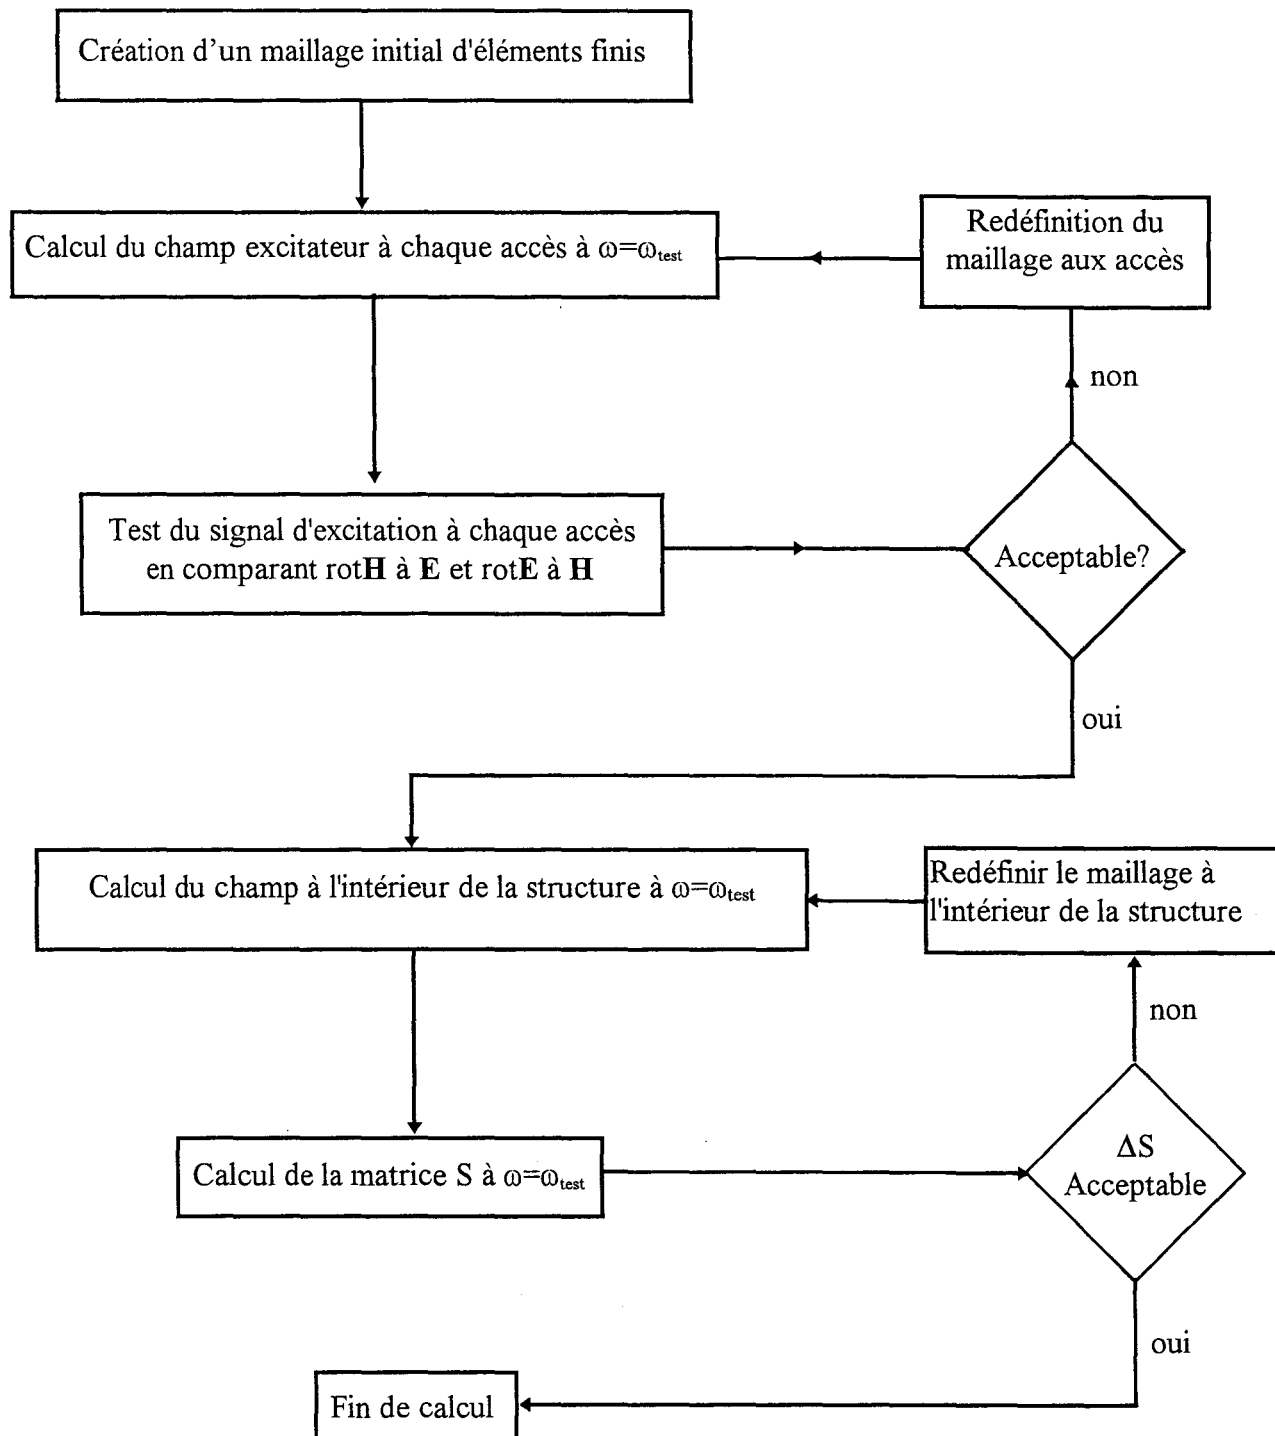 Création d’un maillage initial d'éléments finis
Calcul du champ excitateur à chaque accès à ω=ωtest
Redéfinition du
maillage aux accès
non
Test du signal d'excitation à chaque accès
en comparant rotH à E et rotE à H
Acceptable?
oui
Calcul du champ à l'intérieur de la structure à ω=ωtest
Redéfinir le maillage à
l'intérieur de la structure
non
Calcul de la matrice S à ω=ωtest
ΔS
Acceptable
oui
Fin de calcul